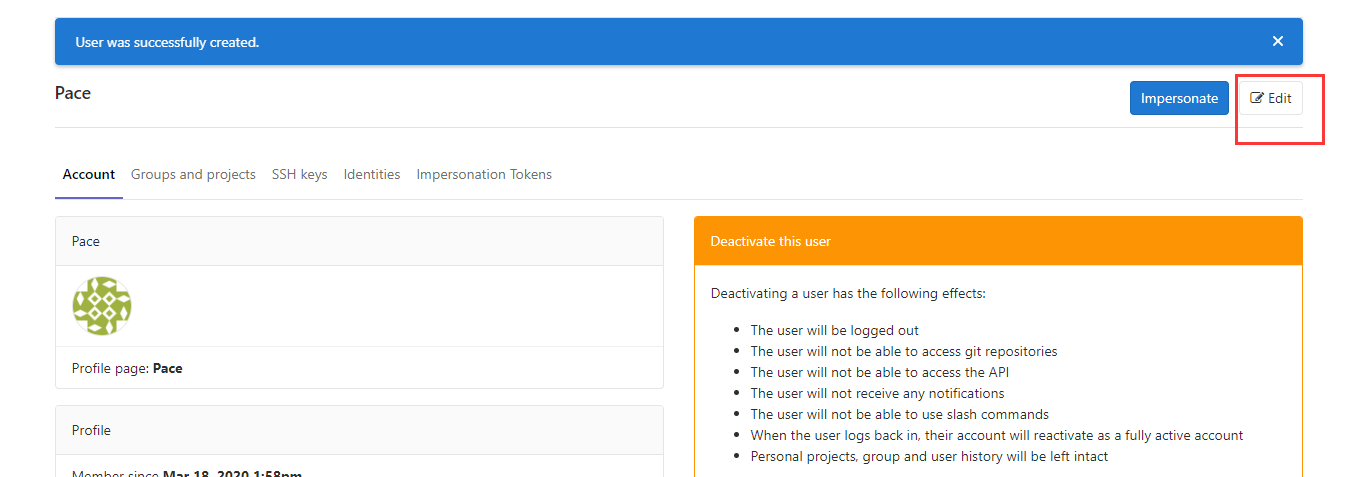 User was successfully created.
Pace
Impersonate
Edit
Account Groups and projects SSH keys Identities Impersonation Tokens
Pace
Profile page: Pace
Profile
Member since Mar 18, 2020 1:58pm
Deactivate this user
Deactivating a user has the following effects:
The user will be logged out
The user will not be able to access git repositories
The user will not be able to access the API
The user will not receive any notifications
The user will not be able to use slash commands
When the user logs back in, their account will reactivate as a fully active account
Personal projects, group and user history will be left intact